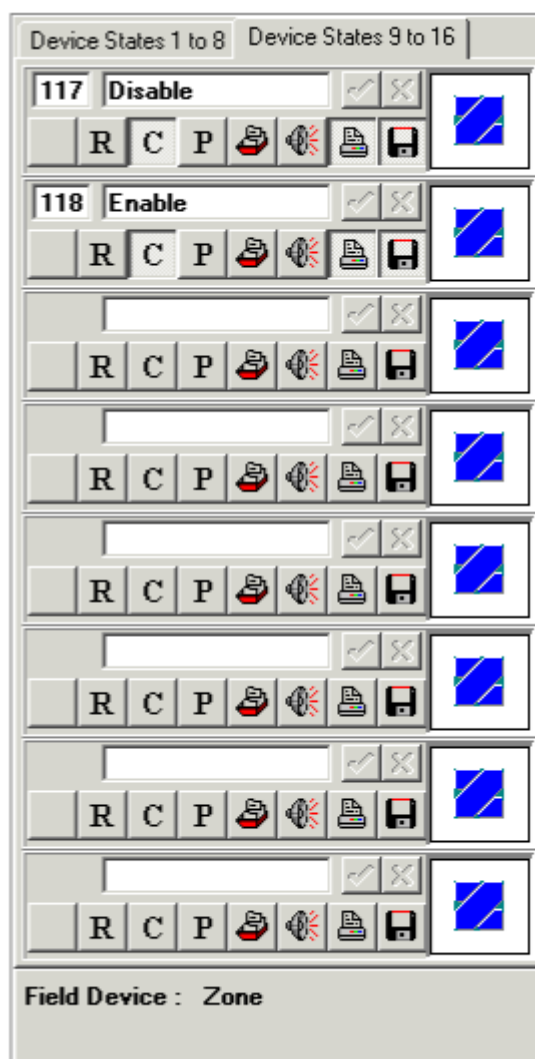 Device States 1 to 8 Device States 9 to 16
117 Disable
R C P
118 Enable
R C P
R C P
R C P
R C P
R C P
R C P
R C P
Field Device : Zone